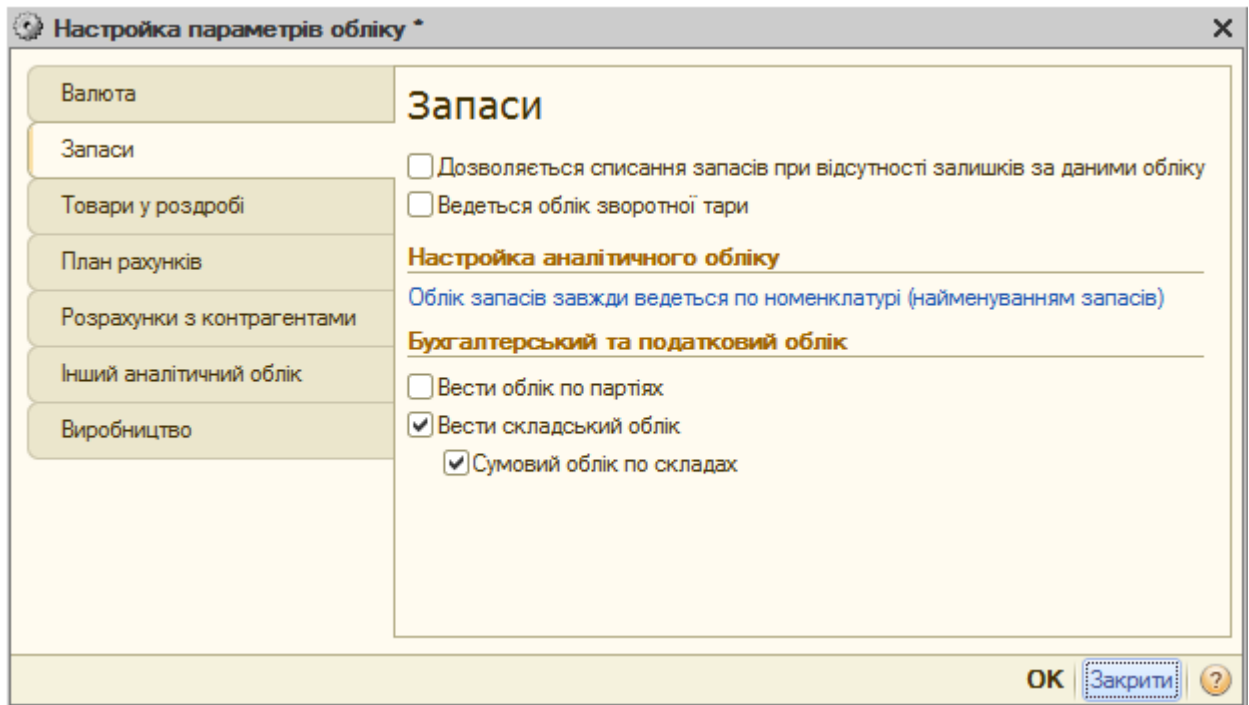 Настройка параметрів обліку *
Валюта
Запаси
Товари у роздробі
План рахунків
Розрахунки з контрагентами
Інший аналітичний облік
Виробництво
Запаси
Дозволяється списання запасів при відсутності залишків за даними обліку
Ведеться облік зворотної тари
Настройка аналітичного обліку
Облік запасів завжди ведеться по номенклатурі (найменуванням запасів)
Бухгалтерський та податковий облік
Вести облік по партіях
Вести складський облік
Сумовий облік по складах
OK Закрити ?